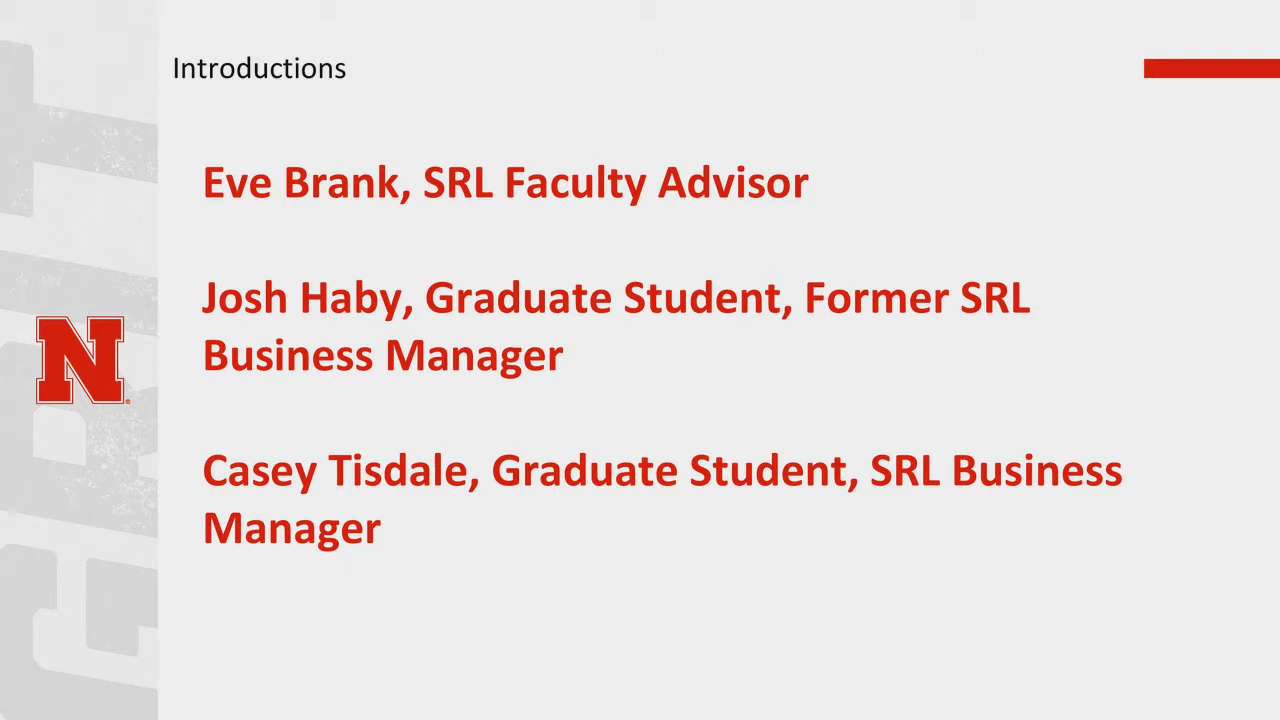 Introductions
Eve Brank, SRL Faculty Advisor
Josh Haby, Graduate Student, Former SRL
Business Manager
Casey Tisdale, Graduate Student, SRL Business
Manager
N